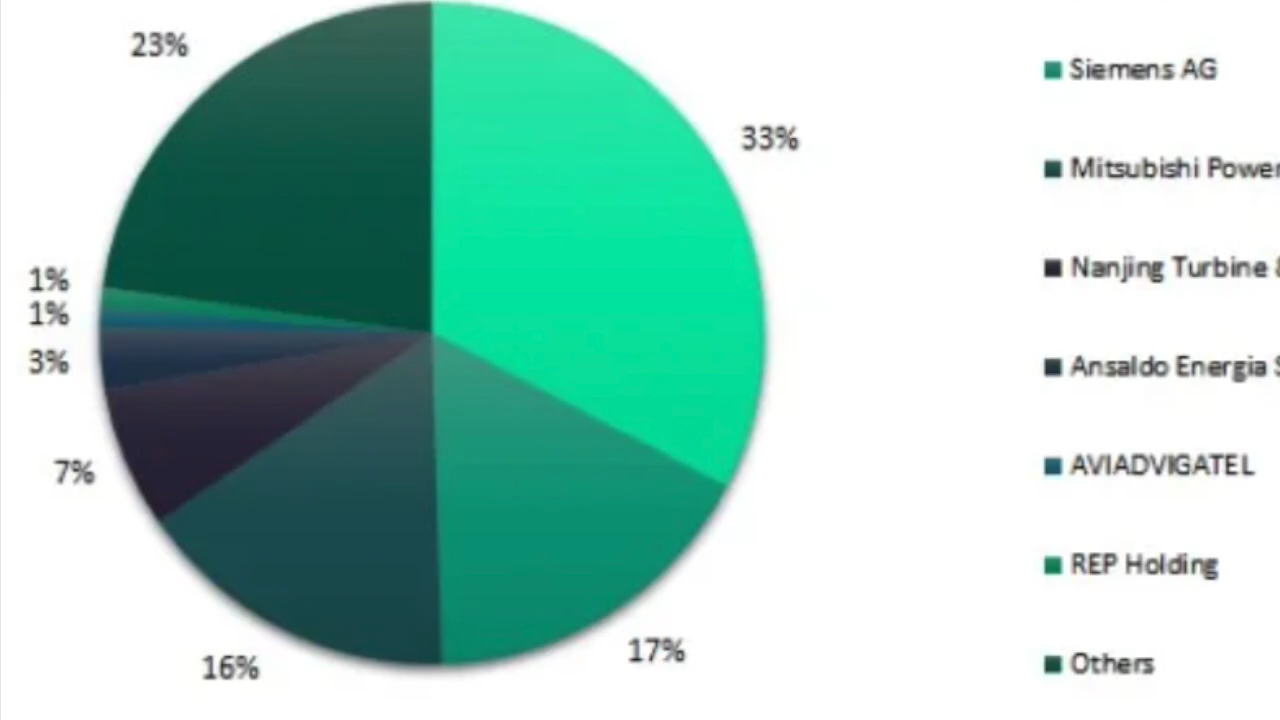 23%
33%
1%
1%
3%
7%
16%
17%
Siemens AG
Mitsubishi Power
Nanjing Turbine
Ansaldo Energia
AVIADVIGATEL
REP Holding
Others